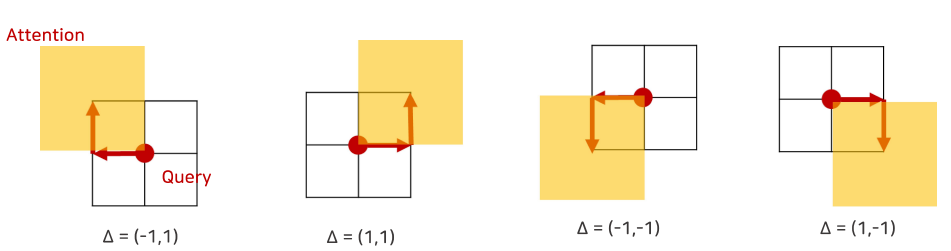 Attention
Query
Δ = (-1,1)
Δ = (1,1)
Δ = (-1,-1)
Δ = (1,-1)